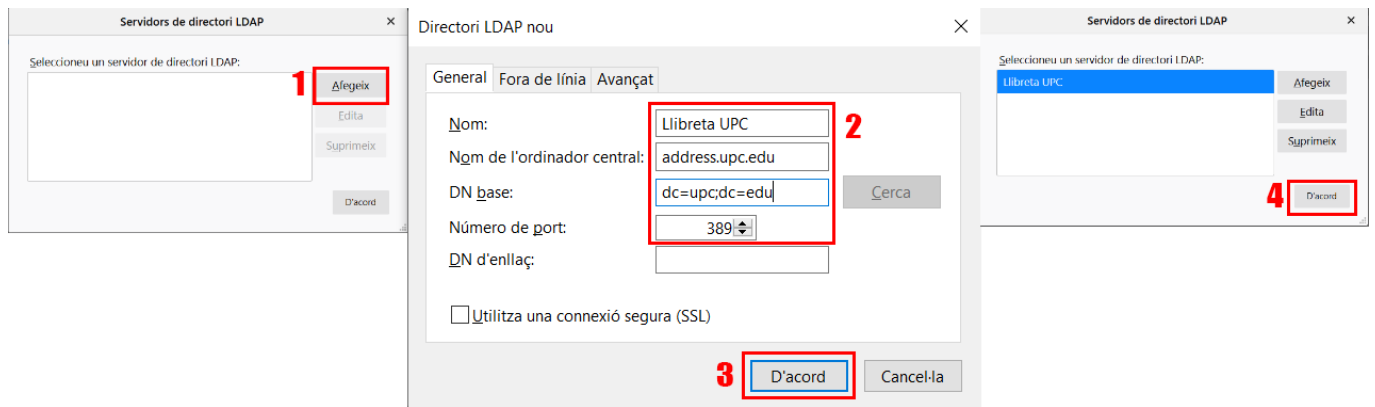 Servidors de directori LDAP
Seleccioneu un servidor de directori LDAP:
1
Afegeix
Edita
Suprimeix
D'acord
Directori LDAP nou
General Fora de línia Avançat
Nom: Llibreta UPC
2
Nom de l'ordinador central: address.upc.edu
DN base: dc=upc;dc=edu Cerca
Número de port: 389
DN d'enllaç:
Utilitza una connexió segura (SSL)
3 D'acord Cancel·la
Servidors de directori LDAP
Seleccioneu un servidor de directori LDAP:
Llibreta UPC Afegeix
Edita
Suprimeix
4 D'acord